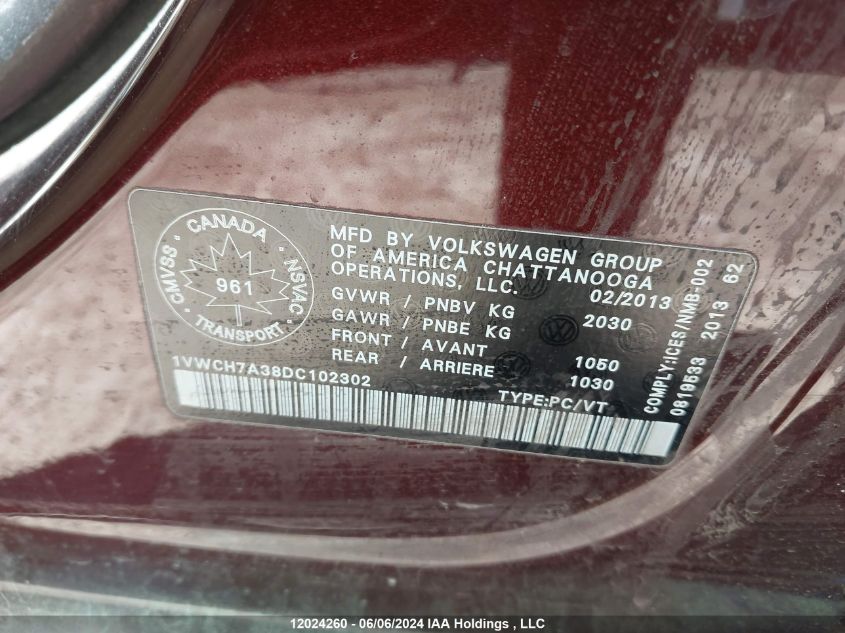 CANADA
CMVSS
NSVAC
961
TRANSPORT
MFD BY VOLKSWAGEN GROUP
OF AMERICA CHATTANOOGA
OPERATIONS, LLC. 02/2013
GVWR / PNBV KG 2030
GAWR / PNBE KG
FRONT / AVANT 1050
REAR / ARRIERE 1030
1VWCH7A38DC102302
TYPE:PC/VT
COMPLY:ICES/NMB-002
0819533 2013 62
12024260 - 06/06/2024 IAA Holdings , LLC